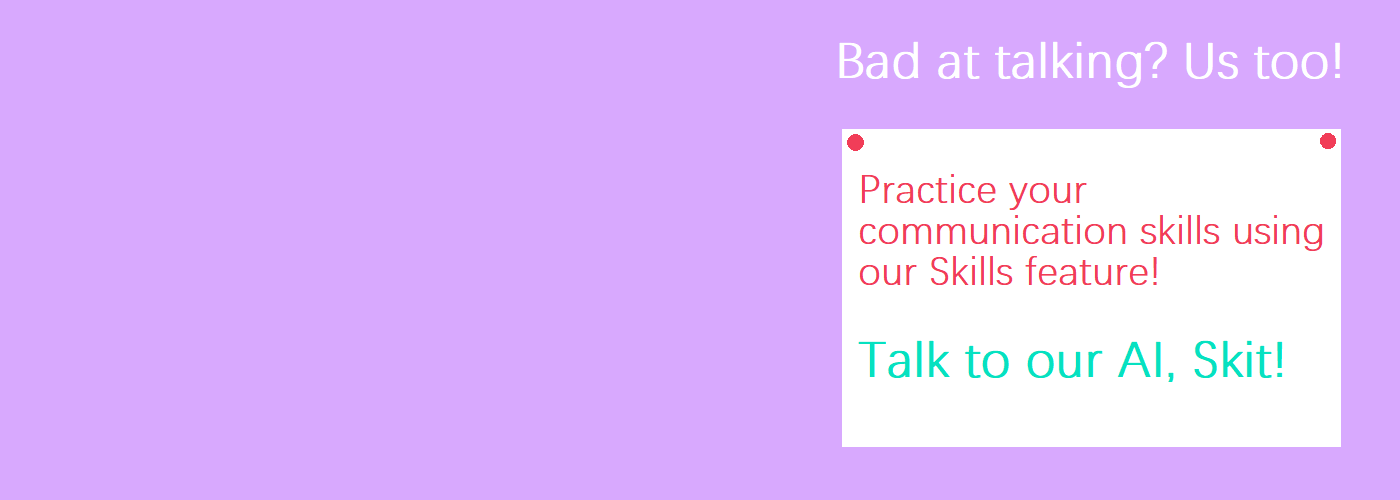 Bad at talking? Us too!
Practice your
communication skills using
our Skills feature!
Talk to our AI, Skit!